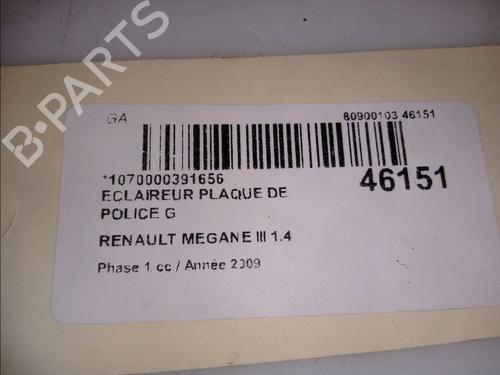 GA
80900103 46151
*1070000391656
46151
ECLAIREUR PLAQUE DE
POLICE G
RENAULT MEGANE III 1.4
Phase 1 cc / Année 2009
B-PARTS